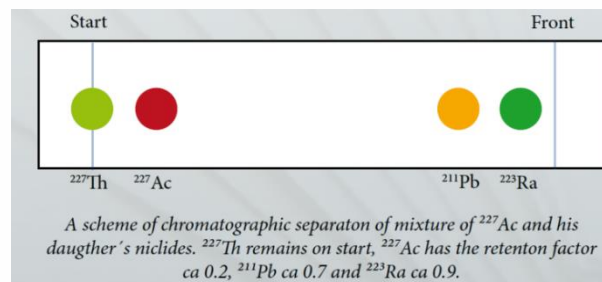 Start Front
²²⁷Th ²²⁷Ac ²¹¹Pb ²²³Ra
A scheme of chromatographic separaton of mixture of ²²⁷Ac and his
daugther´s niclides. ²²⁷Th remains on start, ²²⁷Ac has the retenton factor
ca 0.2, ²¹¹Pb ca 0.7 and ²²³Ra ca 0.9.